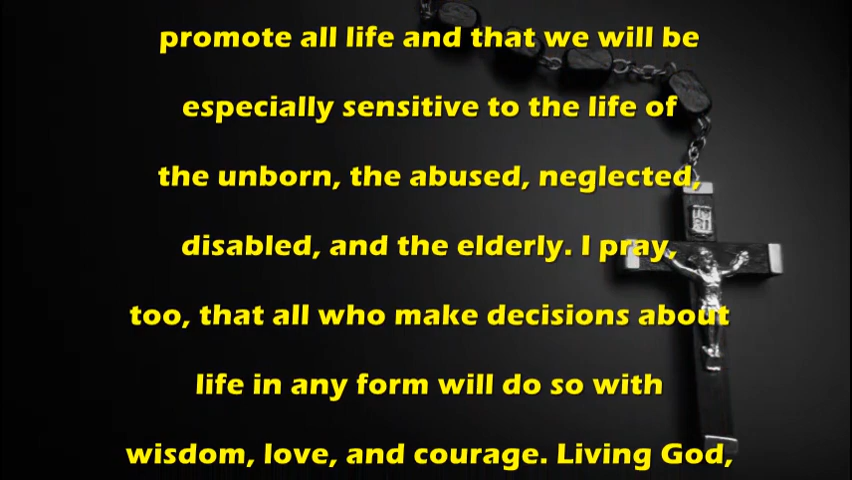 promote all life and that we will be
especially sensitive to the life of
the unborn, the abused, neglected,
disabled, and the elderly. I pray,
too, that all who make decisions about
life in any form will do so with
wisdom, love, and courage. Living God,